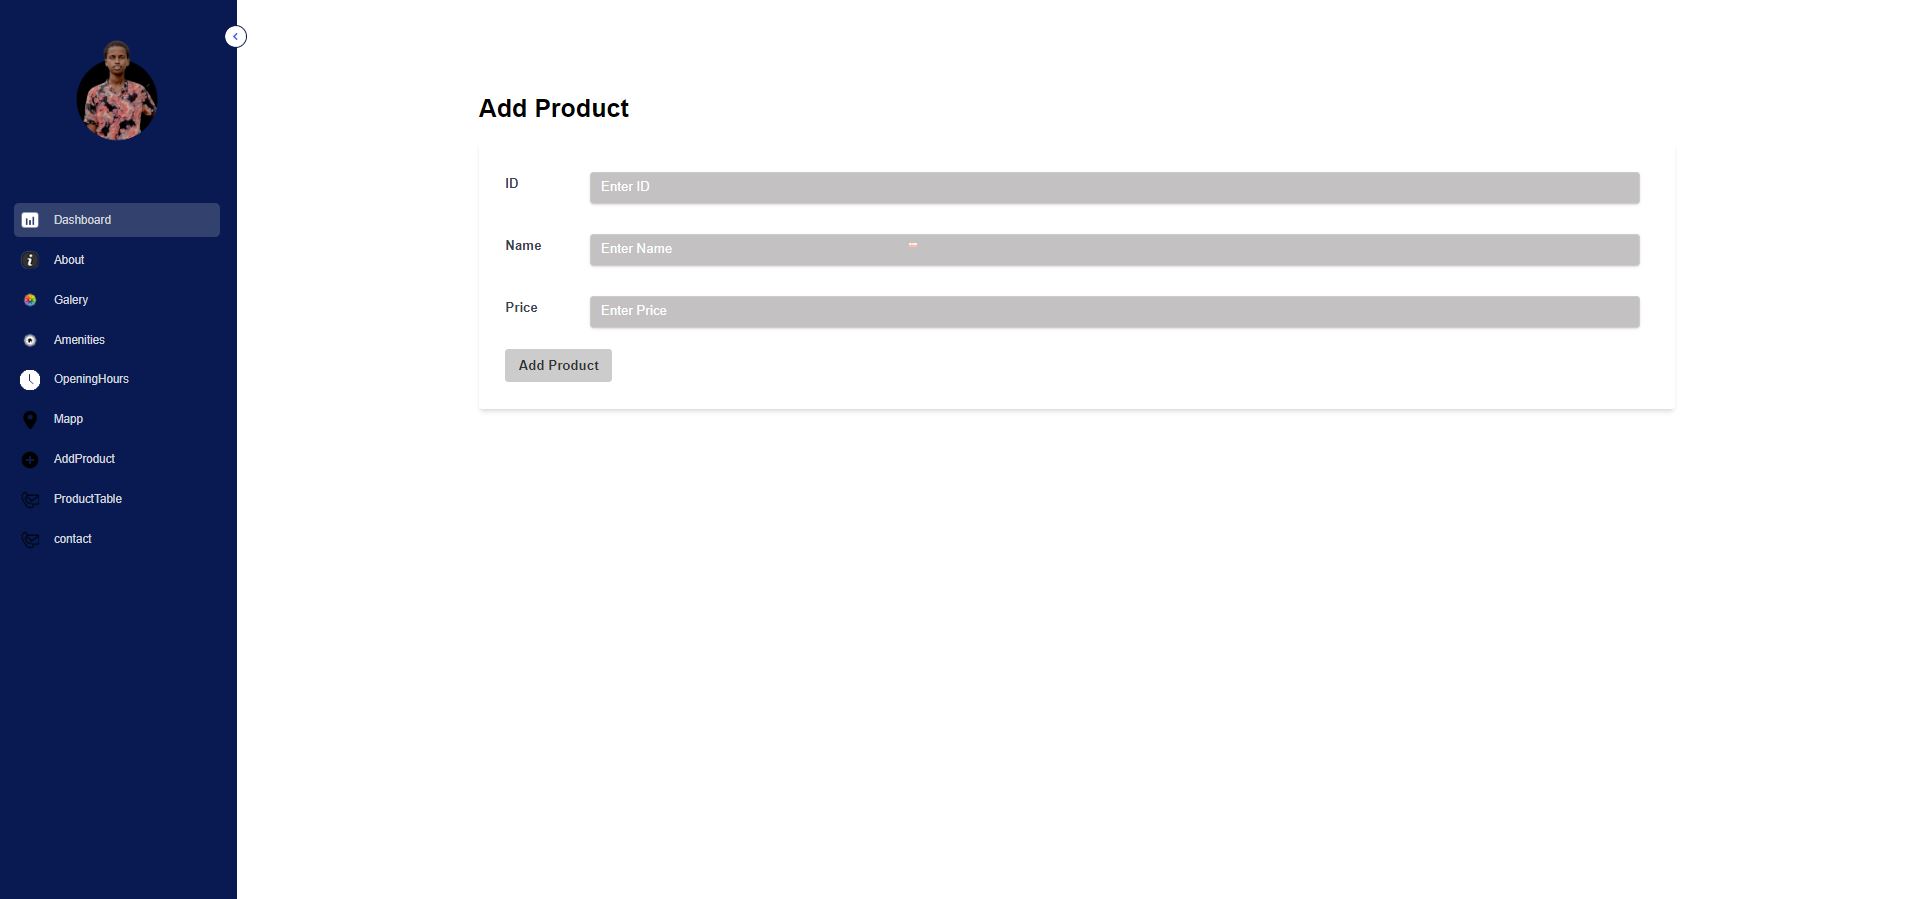 Dashboard
About
Galery
Amenities
OpeningHours
Mapp
AddProduct
ProductTable
contact
Add Product
ID
Enter ID
Name
Enter Name
Price
Enter Price
Add Product